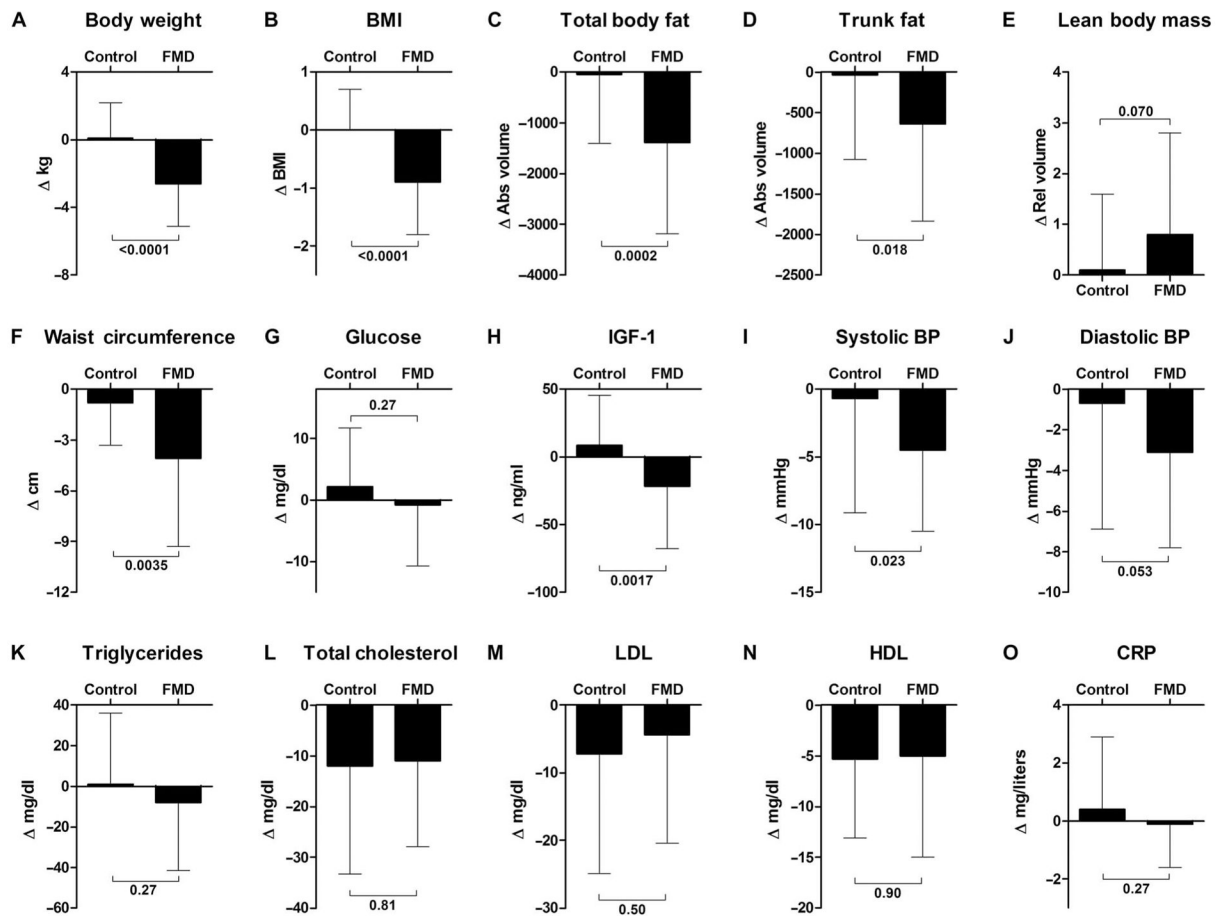 A Body weight
Control FMD
4
0
–4
–8
Δ kg
<0.0001
B BMI
Control FMD
1
0
–1
–2
Δ BMI
<0.0001
C Total body fat
Control FMD
0
–1000
–2000
–3000
–4000
Δ Abs volume
0.0002
D Trunk fat
Control FMD
0
–500
–1000
–1500
–2000
–2500
Δ Abs volume
0.018
E Lean body mass
4
3
2
1
0
Δ Rel volume
0.070
Control FMD
F Waist circumference
Control FMD
0
–3
–6
–9
–12
Δ cm
0.0035
G Glucose
Control FMD
10
0
–10
Δ mg/dl
0.27
H IGF-1
Control FMD
50
0
–50
–100
Δ ng/ml
0.0017
I Systolic BP
Control FMD
0
–5
–10
–15
Δ mmHg
0.023
J Diastolic BP
Control FMD
0
–2
–4
–6
–8
–10
Δ mmHg
0.053
K Triglycerides
Control FMD
40
20
0
–20
–40
–60
Δ mg/dl
0.27
L Total cholesterol
Control FMD
0
–10
–20
–30
–40
Δ mg/dl
0.81
M LDL
Control FMD
0
–10
–20
–30
Δ mg/dl
0.50
N HDL
Control FMD
0
–5
–10
–15
–20
Δ mg/dl
0.90
O CRP
Control FMD
4
2
0
–2
Δ mg/liters
0.27